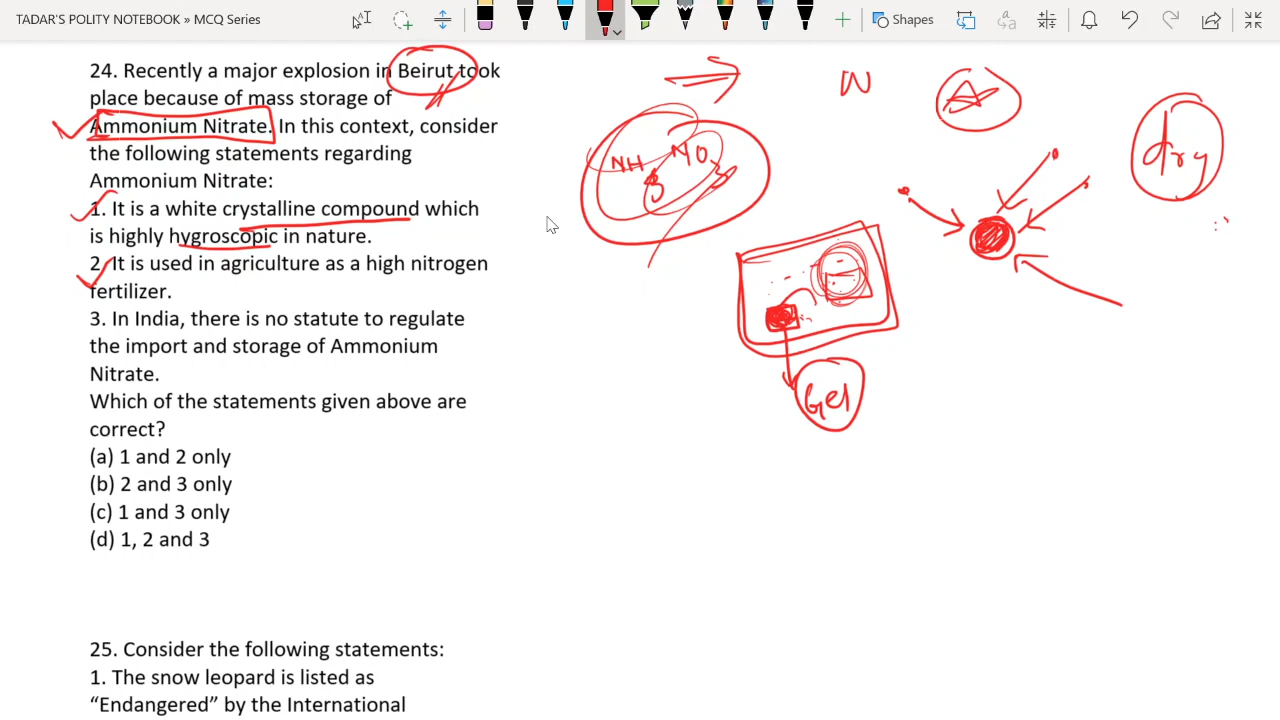 TADAR'S POLITY NOTEBOOK » MCQ Series
Shapes
24. Recently a major explosion in Beirut took
place because of mass storage of
Ammonium Nitrate. In this context, consider
the following statements regarding
Ammonium Nitrate:
1. It is a white crystalline compound which
is highly hygroscopic in nature.
2. It is used in agriculture as a high nitrogen
fertilizer.
3. In India, there is no statute to regulate
the import and storage of Ammonium
Nitrate.
Which of the statements given above are
correct?
(a) 1 and 2 only
(b) 2 and 3 only
(c) 1 and 3 only
(d) 1, 2 and 3
N
NH NO3
dry
Gel
25. Consider the following statements:
1. The snow leopard is listed as
“Endangered” by the International